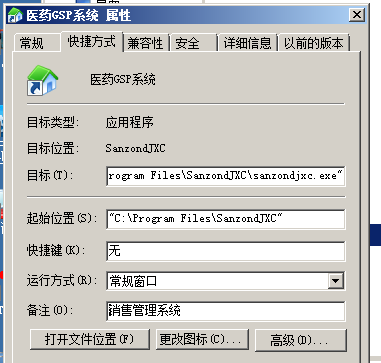 医药GSP系统 属性
常规 快捷方式 兼容性 安全 详细信息 以前的版本
医药GSP系统
目标类型: 应用程序
目标位置: SanzondJXC
目标(T): rogram Files\SanzondJXC\sanzondjxc.exe"
起始位置(S): "C:\Program Files\SanzondJXC"
快捷键(K): 无
运行方式(R): 常规窗口
备注(O): 销售管理系统
打开文件位置(F) 更改图标(C)... 高级(D)...